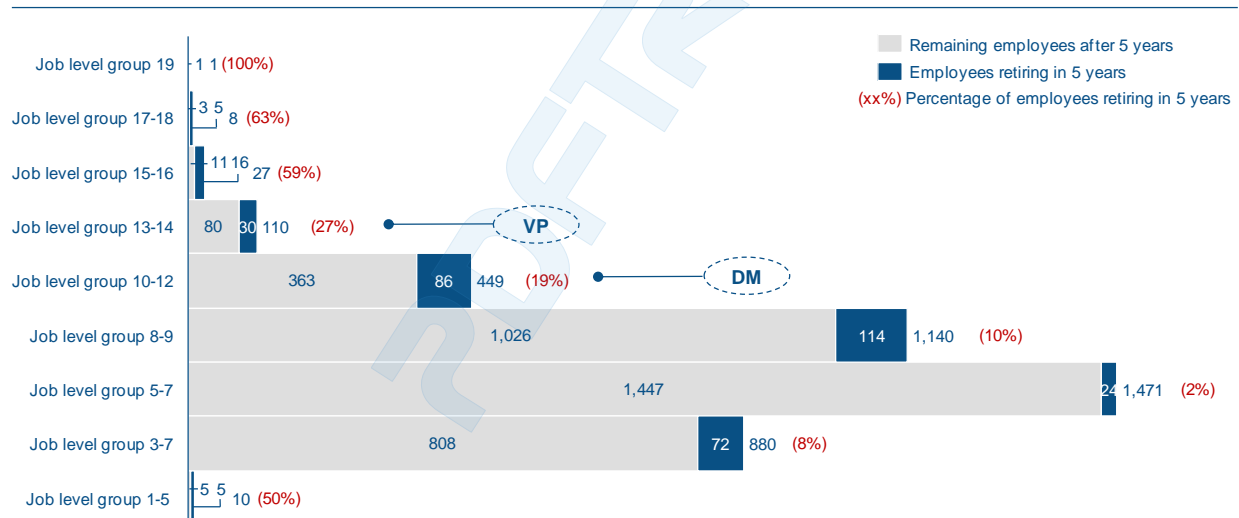 Remaining employees after 5 years
Employees retiring in 5 years
(xx%) Percentage of employees retiring in 5 years
Job level group 19 1 1 (100%)
Job level group 17-18 3 5 8 (63%)
Job level group 15-16 11 16 27 (59%)
Job level group 13-14 80 30 110 (27%) VP
Job level group 10-12 363 86 449 (19%) DM
Job level group 8-9 1,026 114 1,140 (10%)
Job level group 5-7 1,447 24 1,471 (2%)
Job level group 3-7 808 72 880 (8%)
Job level group 1-5 5 5 10 (50%)
PDFTR